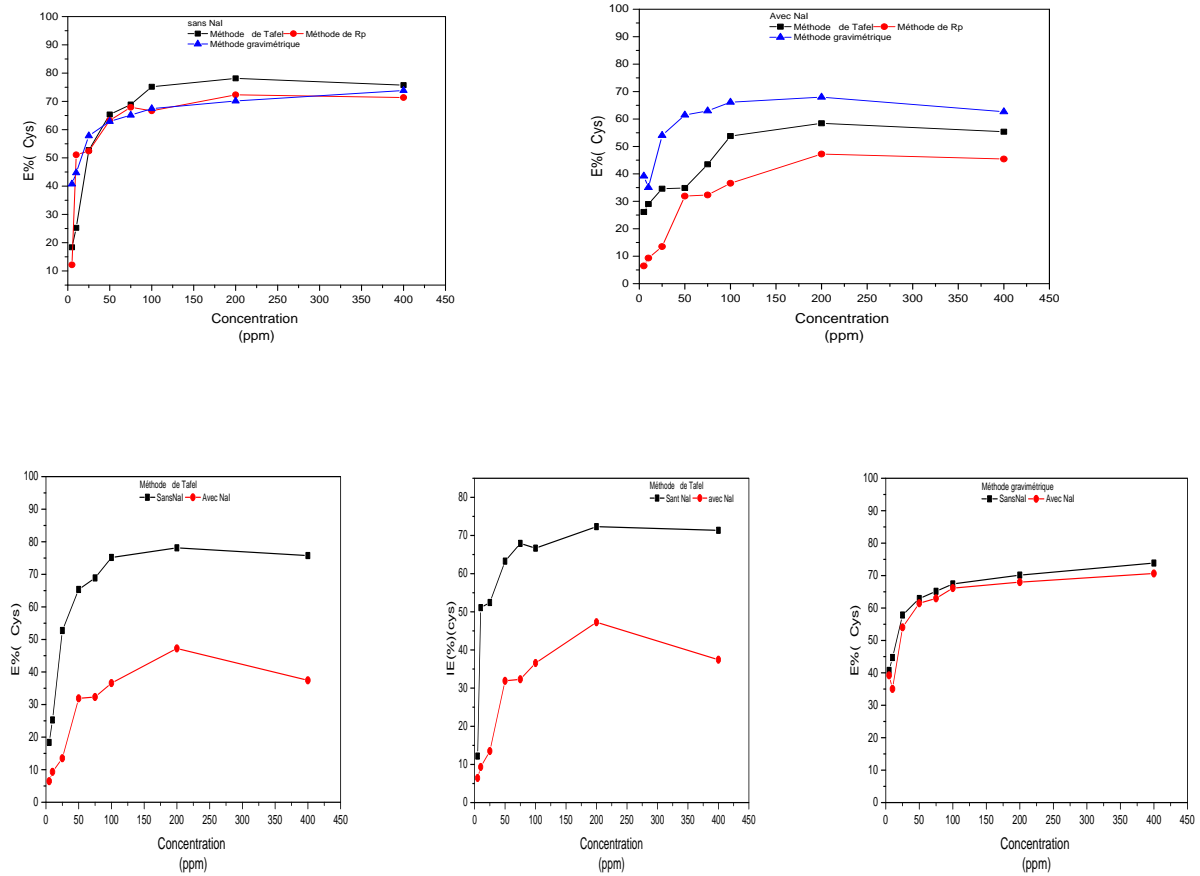 sans NaI
Méthode de Tafel Méthode de Rp
Méthode gravimétrique
100
90
80
70
60
50
40
30
20
10
E%( Cys)
0 50 100 150 200 250 300 350 400 450
Concentration
(ppm)
Avec NaI
Méthode de Tafel Méthode de Rp
Méthode gravimétrique
100
90
80
70
60
50
40
30
20
10
0
E%( Cys)
0 50 100 150 200 250 300 350 400 450
Concentration
(ppm)
Méthode de Tafel
SansNaI Avec NaI
100
90
80
70
60
50
40
30
20
10
0
E%( Cys)
0 50 100 150 200 250 300 350 400 450
Concentration
(ppm)
Méthode de Tafel
Sant NaI avec NaI
80
70
60
50
40
30
20
10
0
IE(%)(cys)
0 50 100 150 200 250 300 350 400 450
Concentration
(ppm)
Méthode gravimétrique
SansNaI Avec NaI
100
90
80
70
60
50
40
30
20
10
0
E%( Cys)
0 50 100 150 200 250 300 350 400 450
Concentration
(ppm)